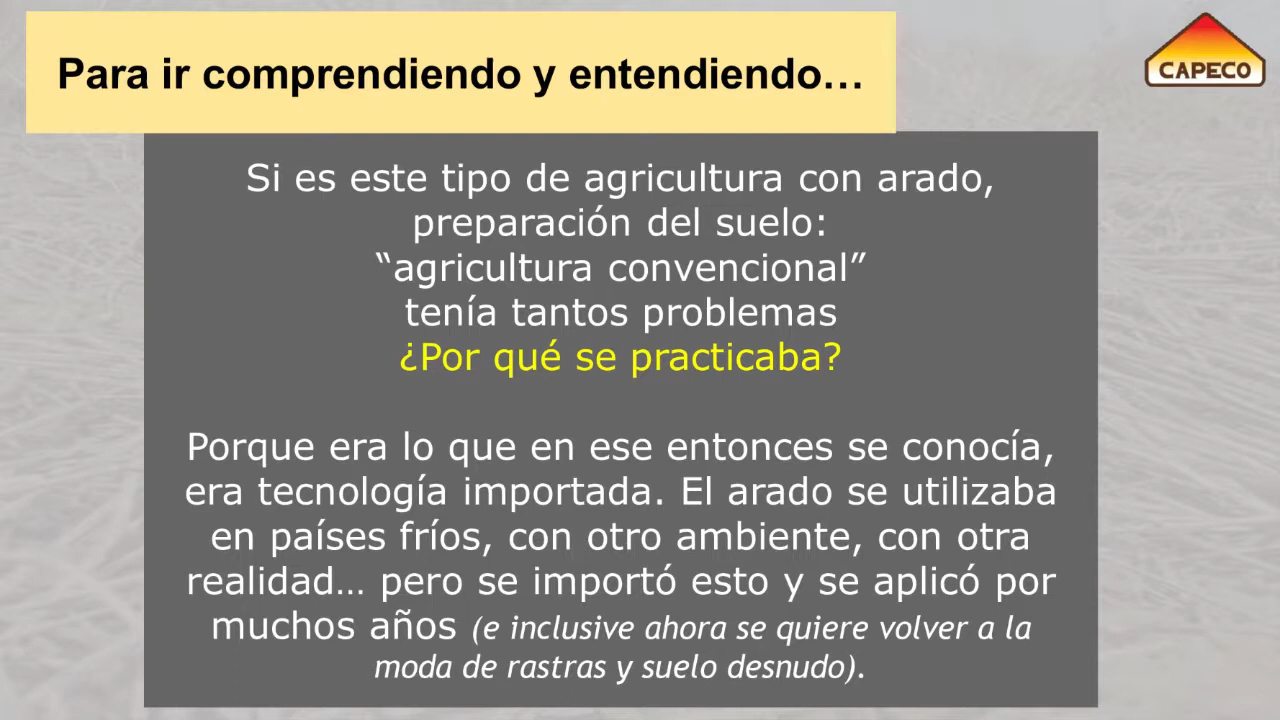 Para ir comprendiendo y entendiendo…
CAPECO
Si es este tipo de agricultura con arado,
preparación del suelo:
“agricultura convencional”
tenía tantos problemas
¿Por qué se practicaba?
Porque era lo que en ese entonces se conocía,
era tecnología importada. El arado se utilizaba
en países fríos, con otro ambiente, con otra
realidad… pero se importó esto y se aplicó por
muchos años (e inclusive ahora se quiere volver a la
moda de rastras y suelo desnudo).